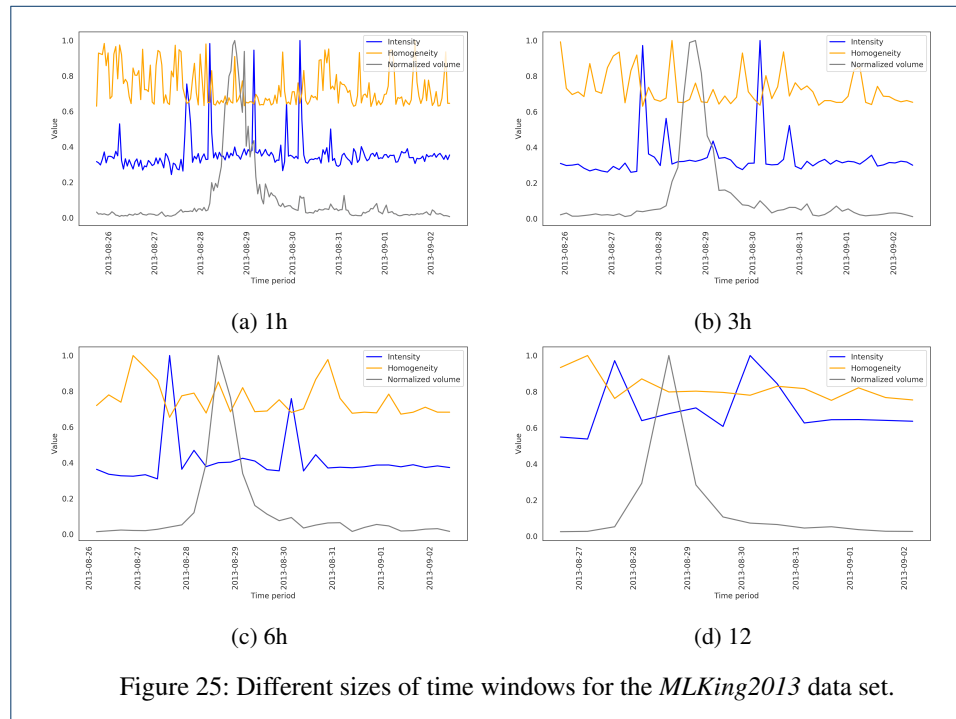 1.0
0.8
0.6
0.4
0.2
0.0
Value
Intensity
Homogeneity
Normalized volume
2013-08-26
2013-08-27
2013-08-28
2013-08-29
2013-08-30
2013-08-31
2013-09-01
2013-09-02
Time period
(a) 1h
1.0
0.8
0.6
0.4
0.2
0.0
Value
Intensity
Homogeneity
Normalized volume
2013-08-26
2013-08-27
2013-08-28
2013-08-29
2013-08-30
2013-08-31
2013-09-01
2013-09-02
Time period
(b) 3h
1.0
0.8
0.6
0.4
0.2
0.0
Value
Intensity
Homogeneity
Normalized volume
2013-08-26
2013-08-27
2013-08-28
2013-08-29
2013-08-30
2013-08-31
2013-09-01
2013-09-02
Time period
(c) 6h
1.0
0.8
0.6
0.4
0.2
0.0
Value
Intensity
Homogeneity
Normalized volume
2013-08-27
2013-08-28
2013-08-29
2013-08-30
2013-08-31
2013-09-01
2013-09-02
Time period
(d) 12
Figure 25: Different sizes of time windows for the MLKing2013 data set.